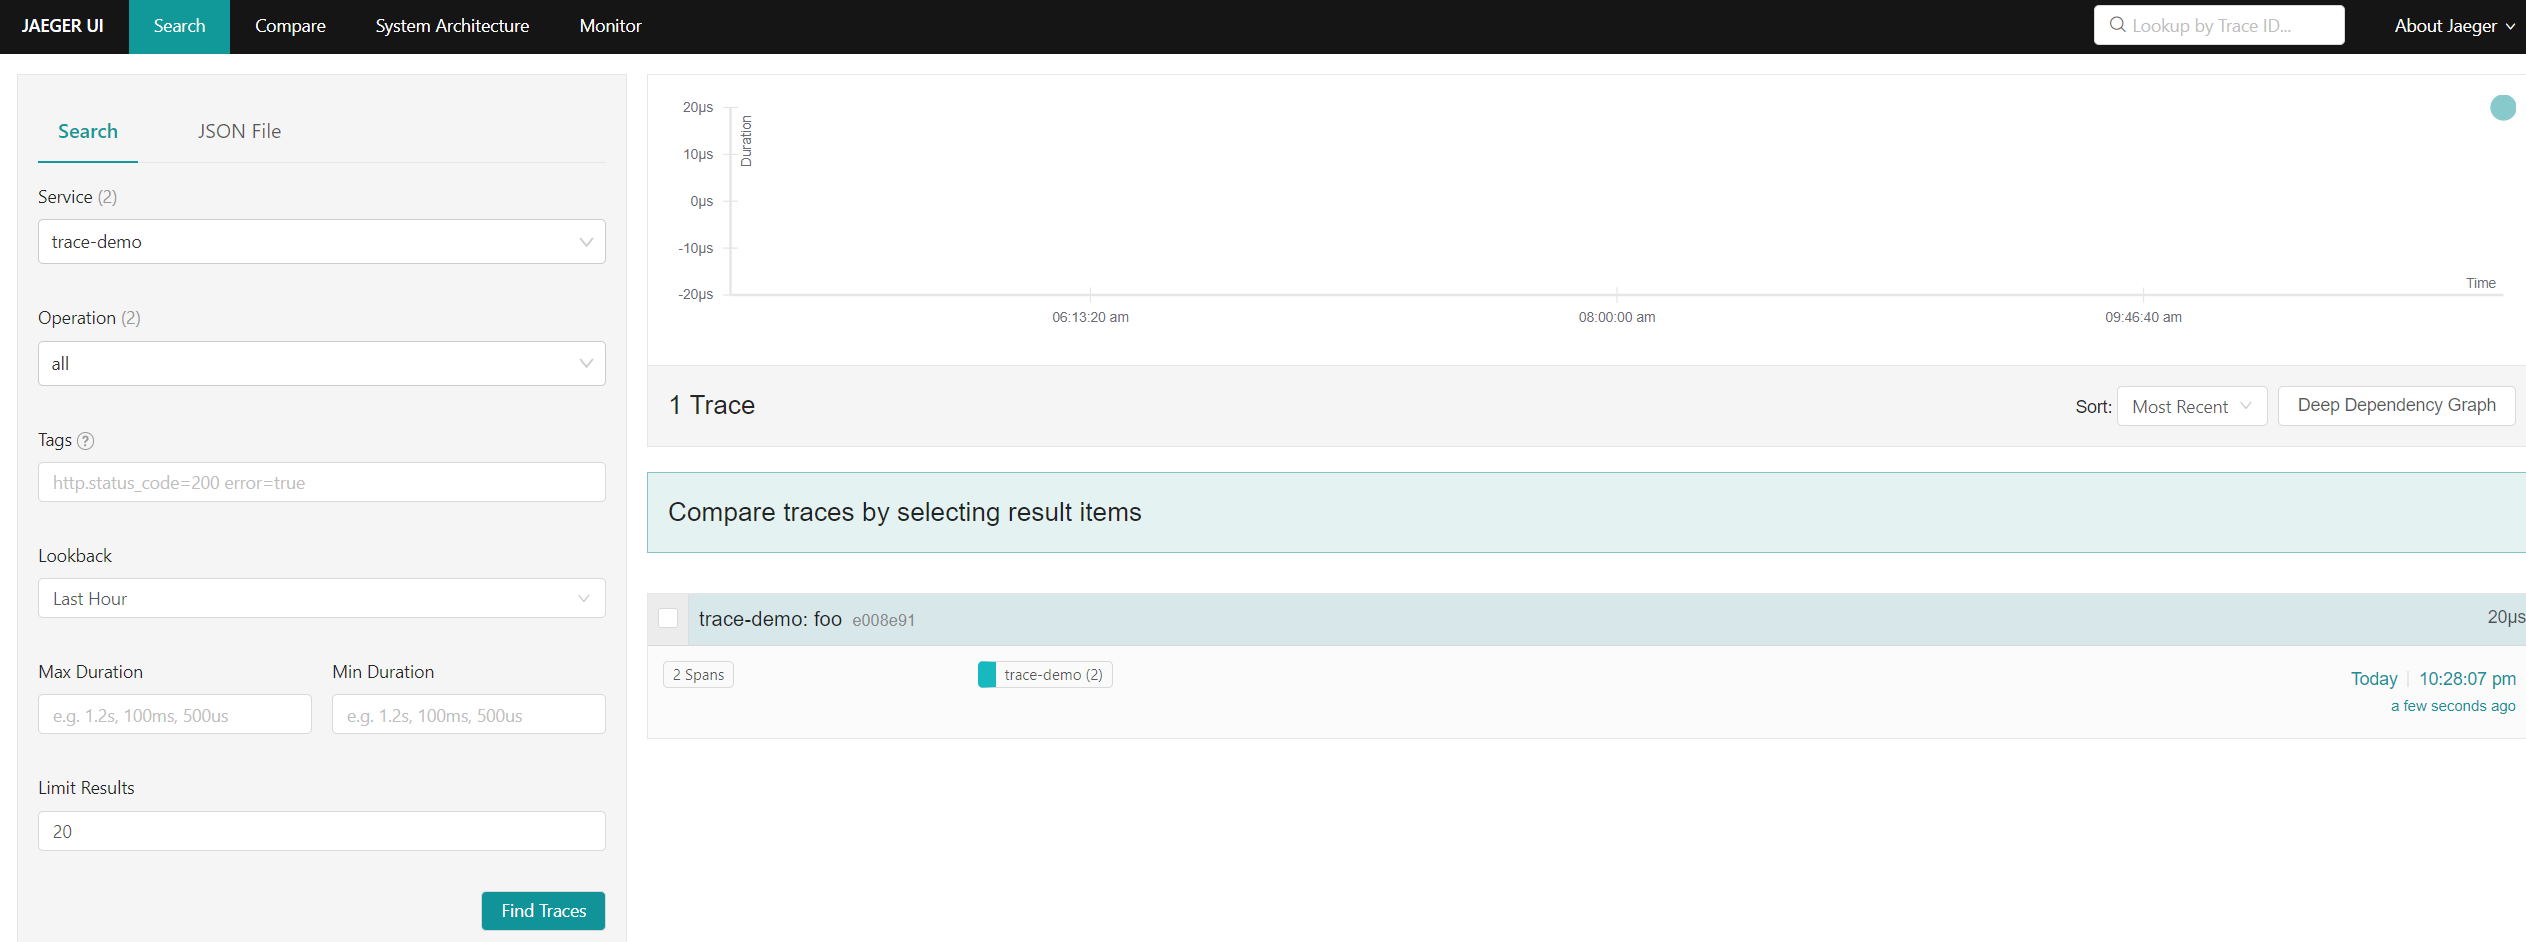 JAEGER UI Search Compare System Architecture Monitor Lookup by Trace ID... About Jaeger
Search JSON File
Service (2)
trace-demo
Operation (2)
all
Tags ?
http.status_code=200 error=true
Lookback
Last Hour
Max Duration Min Duration
e.g. 1.2s, 100ms, 500us e.g. 1.2s, 100ms, 500us
Limit Results
20
Find Traces
20μs
10μs
0μs
-10μs
-20μs
Duration
Time
06:13:20 am 08:00:00 am 09:46:40 am
1 Trace Sort: Most Recent Deep Dependency Graph
Compare traces by selecting result items
trace-demo: foo e008e91 20μs
2 Spans trace-demo (2) Today 10:28:07 pm
a few seconds ago